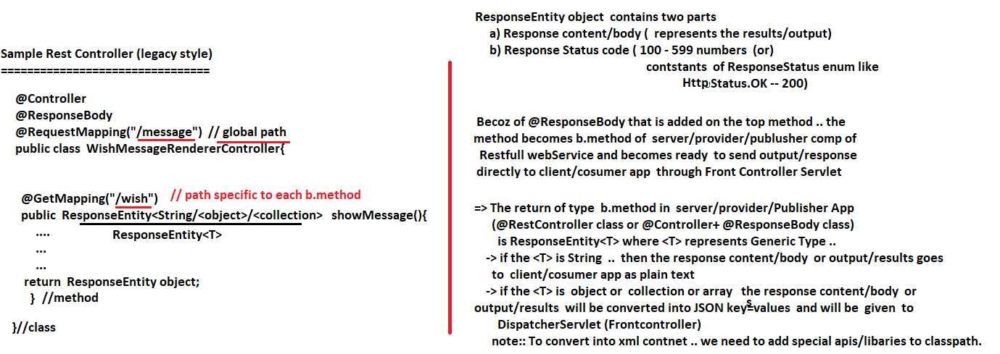 Sample Rest Controller (legacy style)
================================
@Controller
@ResponseBody
@RequestMapping("/message")  // global path
public class  WishMessageRendererController{
@GetMapping("/wish")    // path specific to each b.method
public  ResponseEntity<String/<object>/<collection>  showMessage(){
....              ResponseEntity<T>
...
...
return  ResponseEntity object;
}  //method
}//class
ResponseEntity object  contains two parts
a) Response content/body (  represents the results/output)
b) Response Status code ( 100 - 599 numbers  (or)
contstants  of ResponseStatus enum like
Http.Status.OK -- 200)
Becoz of @ResponseBody that is added on the top method .. the
method becomes b.method of  server/provider/publusher comp of
Restfull webService and becomes ready  to send output/response
directly to client/cosumer app  through Front Controller Servlet
=> The return of type  b.method in  server/provider/Publisher App
(@RestController class or @Controller+ @ResponseBody class)
is ResponseEntity<T> where <T> represents Generic Type ..
-> if the <T> is String  ..  then the response content/body  or output/results goes
to  client/cosumer app as plain text
-> if the <T> is  object or  collection or array   the response content/body  or
output/results  will be converted into JSON keys=values  and will be  given  to
DispatcherServlet (Frontcontroller)
note:: To convert into xml contnet .. we need to add special apis/libaries to classpath.